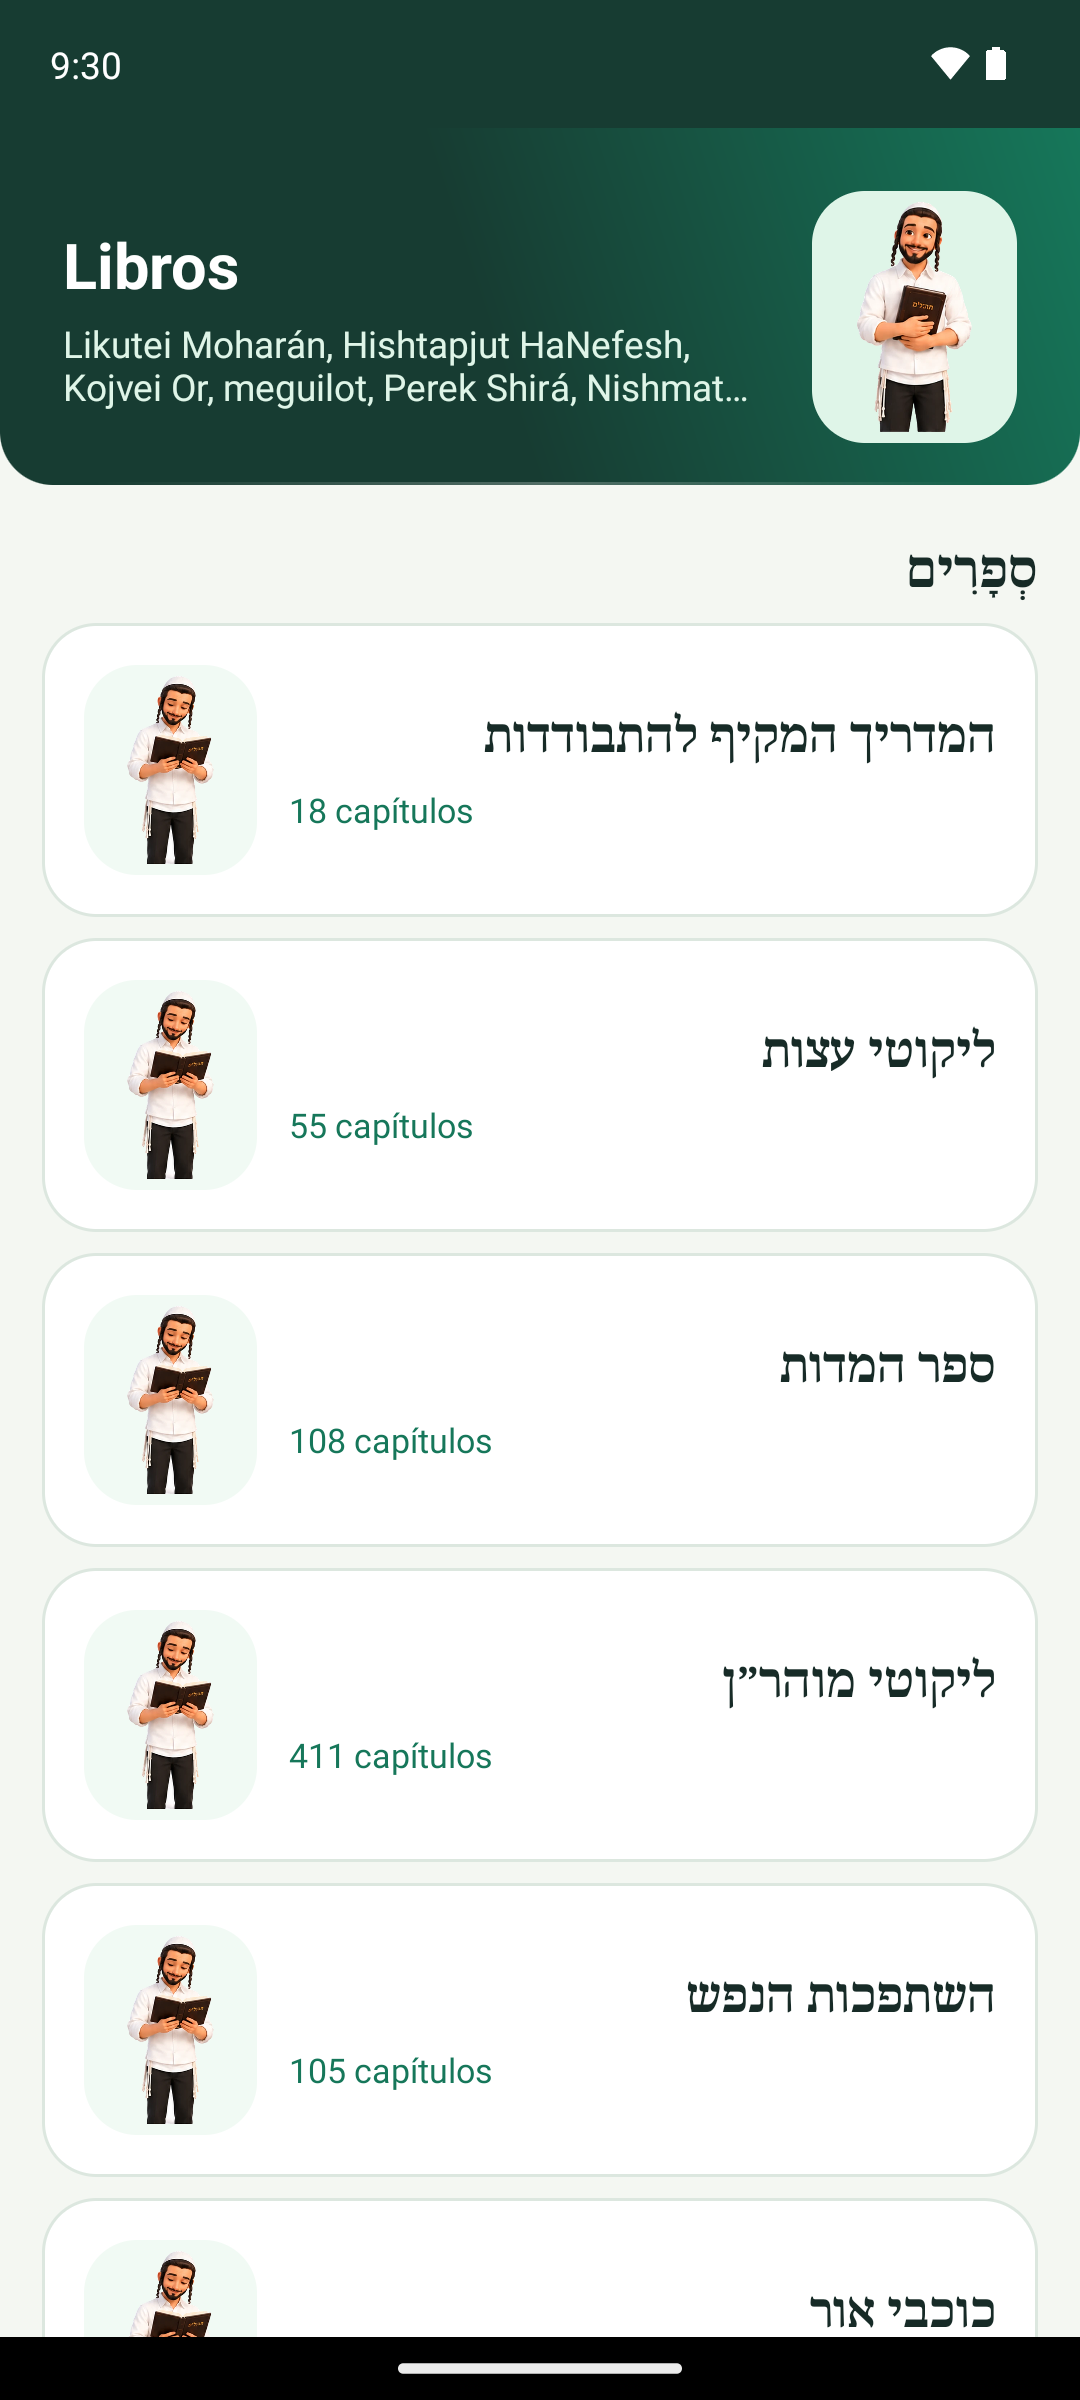 9:30
Libros
Likutei Moharán, Hishtapjut HaNefesh,
Kojvei Or, meguilot, Perek Shirá, Nishmat…
סְפָרִים
המדריך המקיף להתבודדות
18 capítulos
ליקוטי עצות
55 capítulos
ספר המדות
108 capítulos
ליקוטי מוהר״ן
411 capítulos
השתפכות הנפש
105 capítulos
כוכבי אור